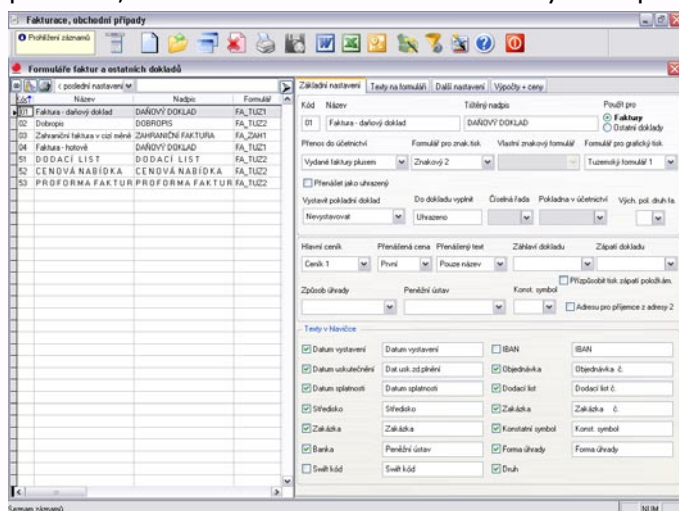 Fakturace, obchodní případy
Prohlížení záznamů
Formuláře faktur a ostatních dokladů
( poslední nastavení
Základní nastavení Texty na formuláři Další nastavení Výpočty + ceny
Čís Název Nadpis Formulář
01 Faktura - daňový doklad DAŇOVÝ DOKLAD FA_TUZ1
02 Dobropis DOBROPIS FA_TUZ2
03 Zahraniční faktura v cizí měně ZAHRANIČNÍ FAKTURA FA_ZAH1
04 Faktura - hotově DAŇOVÝ DOKLAD FA_TUZ1
51 DODACÍ LIST DODACÍ LIST FA_TUZ2
52 CENOVÁ NABÍDKA CENOVÁ NABÍDKA FA_TUZ2
53 PROFORMA FAKTUR PROFORMA FAKTUR FA_TUZ2
Kód Název Tištěný nadpis Použít pro
01 Faktura - daňový doklad DAŇOVÝ DOKLAD Faktury
Ostatní doklady
Přenos do účetnictví Formulář pro znak.tisk. Vlastní znakový formulář Formulář pro grafický tisk
Vydané faktury plusem Znakový 2 Tuzemský formulář 1
Přenášet jako uhrazený
Vystavit pokladní doklad Do dokladu vyplnit Číselná řada Pokladna v účetnictví Vých. pol. druh fa.
Nevystavovat Uhrazeno
Hlavní ceník Přenášená cena Přenášený text Záhlaví dokladu Zápatí dokladu
Ceník 1 První Pouze název
Přizpůsobit tisk zápatí položkám.
Způsob úhrady Peněžní ústav Konst. symbol
Adresu pro příjemce z adresy 2
Texty v hlavičce
Datum vystavení Datum vystavení IBAN IBAN
Datum uskutečnění Dat.usk.zd.plnění Objednávka Objednávka č.
Datum splatnosti Datum splatnosti Dodací list Dodací list č.
Středisko Středisko Zakázka Zakázka č.
Zakázka Zakázka Konstatní symbol Konst. symbol
Banka Peněžní ústav Forma úhrady Forma úhrady
Swift kód Swift kód Druh
Seznam záznamů NUM